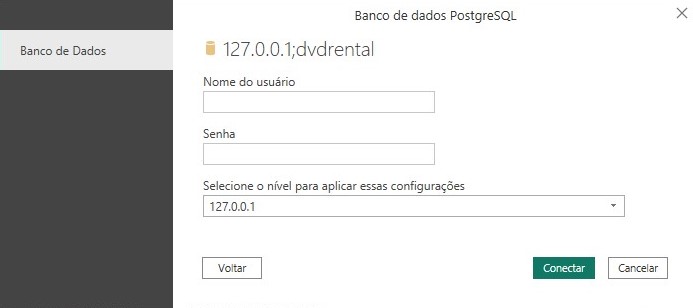 Banco de dados PostgreSQL
Banco de Dados
127.0.0.1;dvdrental
Nome do usuário
Senha
Selecione o nível para aplicar essas configurações
127.0.0.1
Voltar
Conectar
Cancelar